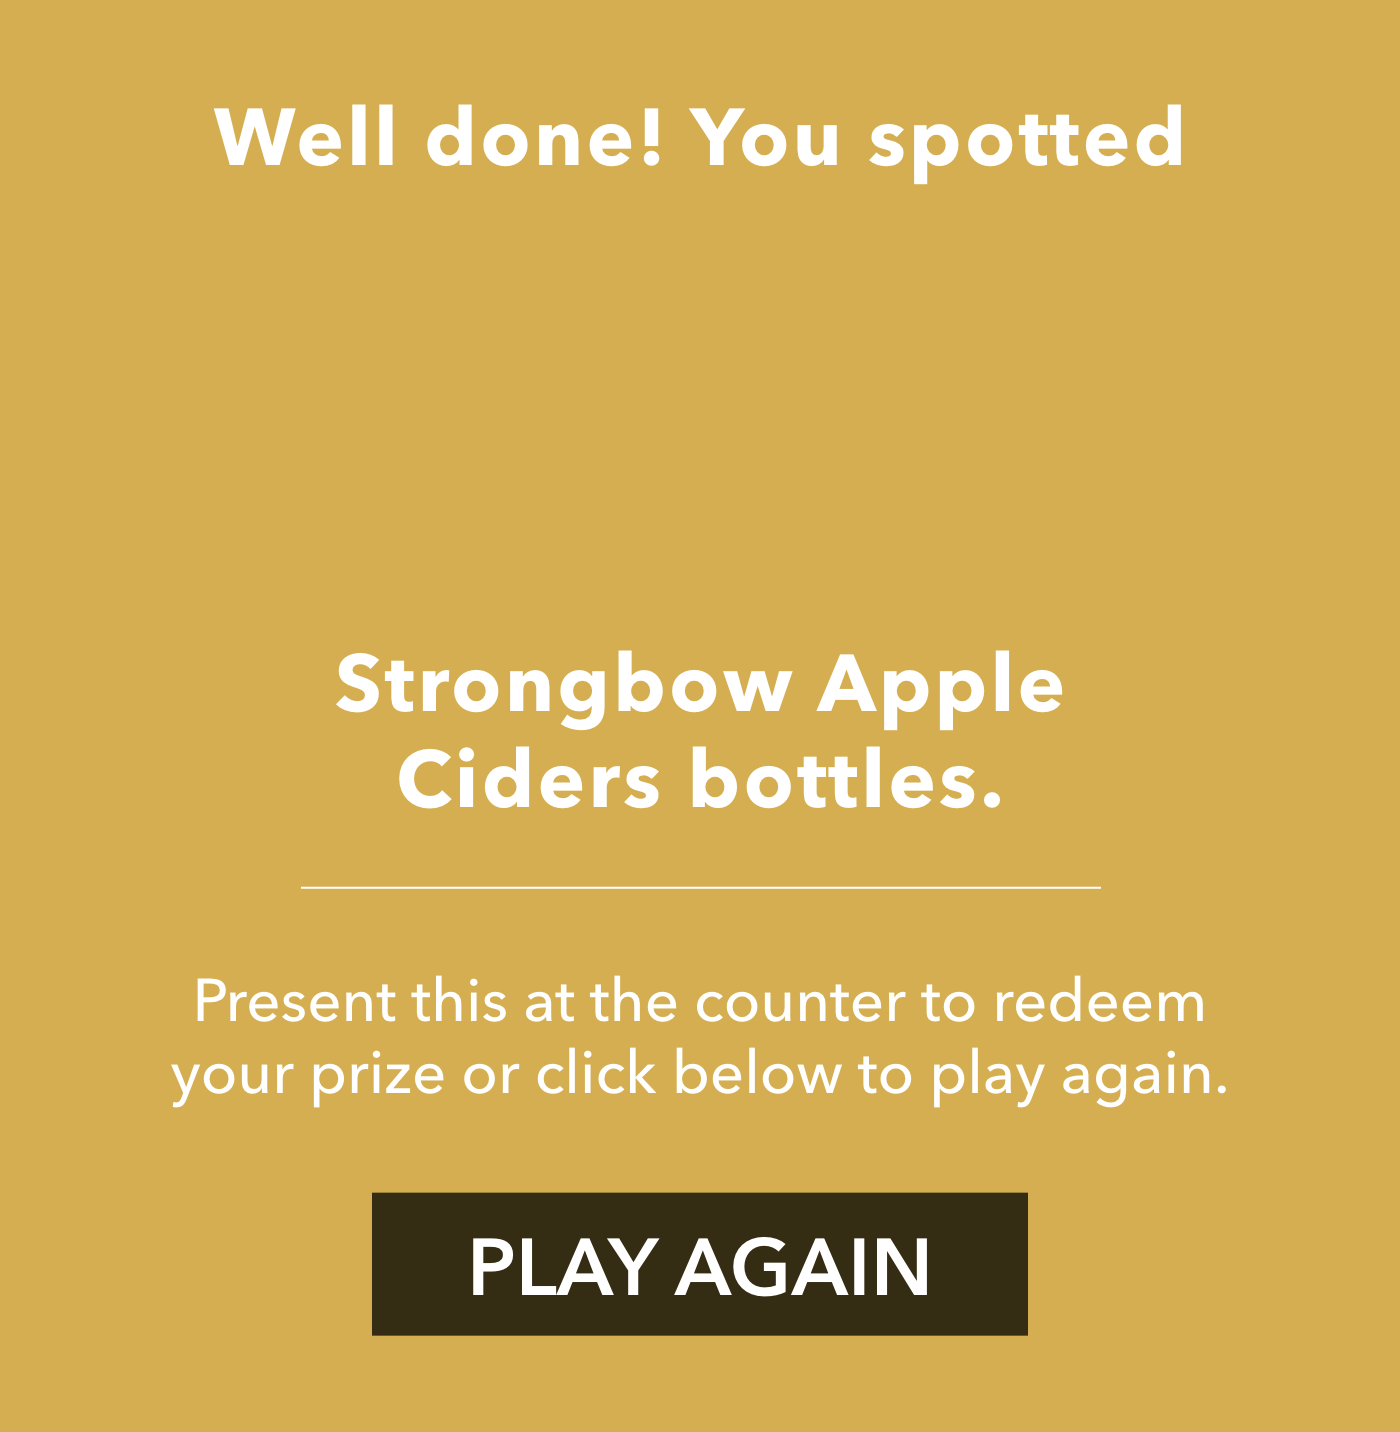 Well done! You spotted
Strongbow Apple
Ciders bottles.
Present this at the counter to redeem
your prize or click below to play again.
PLAY AGAIN